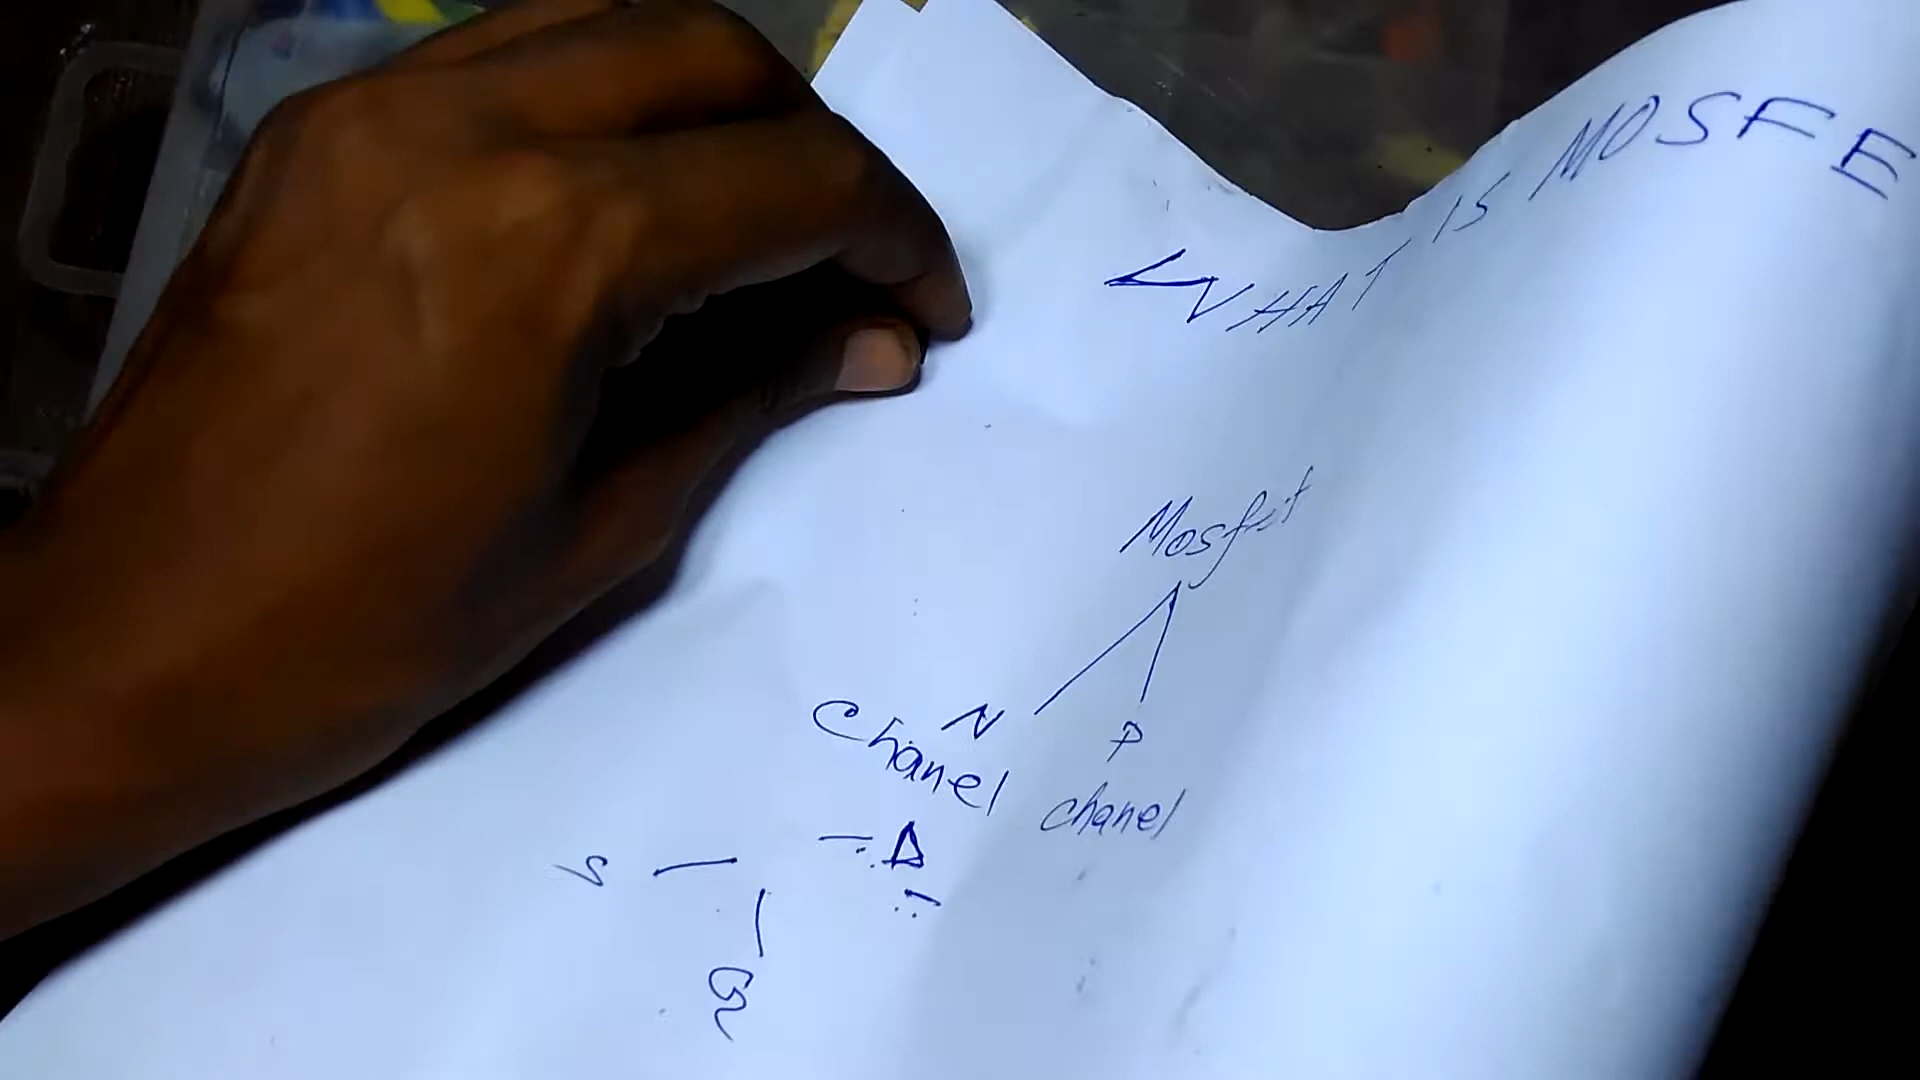 WHAT IS MOSFE
Mosfet
N P
Chanel chanel
S D
G